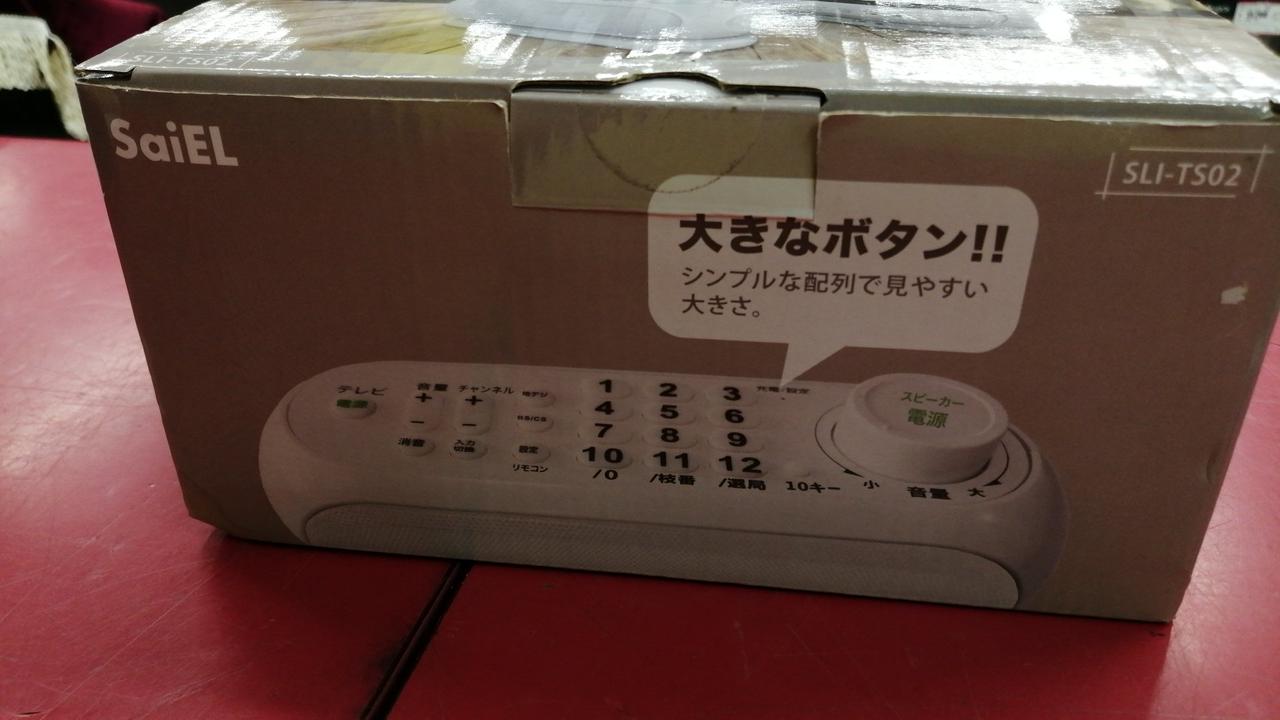 SLI-TS02
SaiEL
SLI-TS02
大きなボタン!!
シンプルな配列で見やすい
大きさ。
テレビ
電源
音量
+
−
消音
チャンネル
+
−
入力
切換
地デジ
BS/CS
設定
リモコン
1 2 3
4 5 6
7 8 9
10 11 12
/0 /枝番 /選局
10キー
スピーカー
電源
小 音量 大